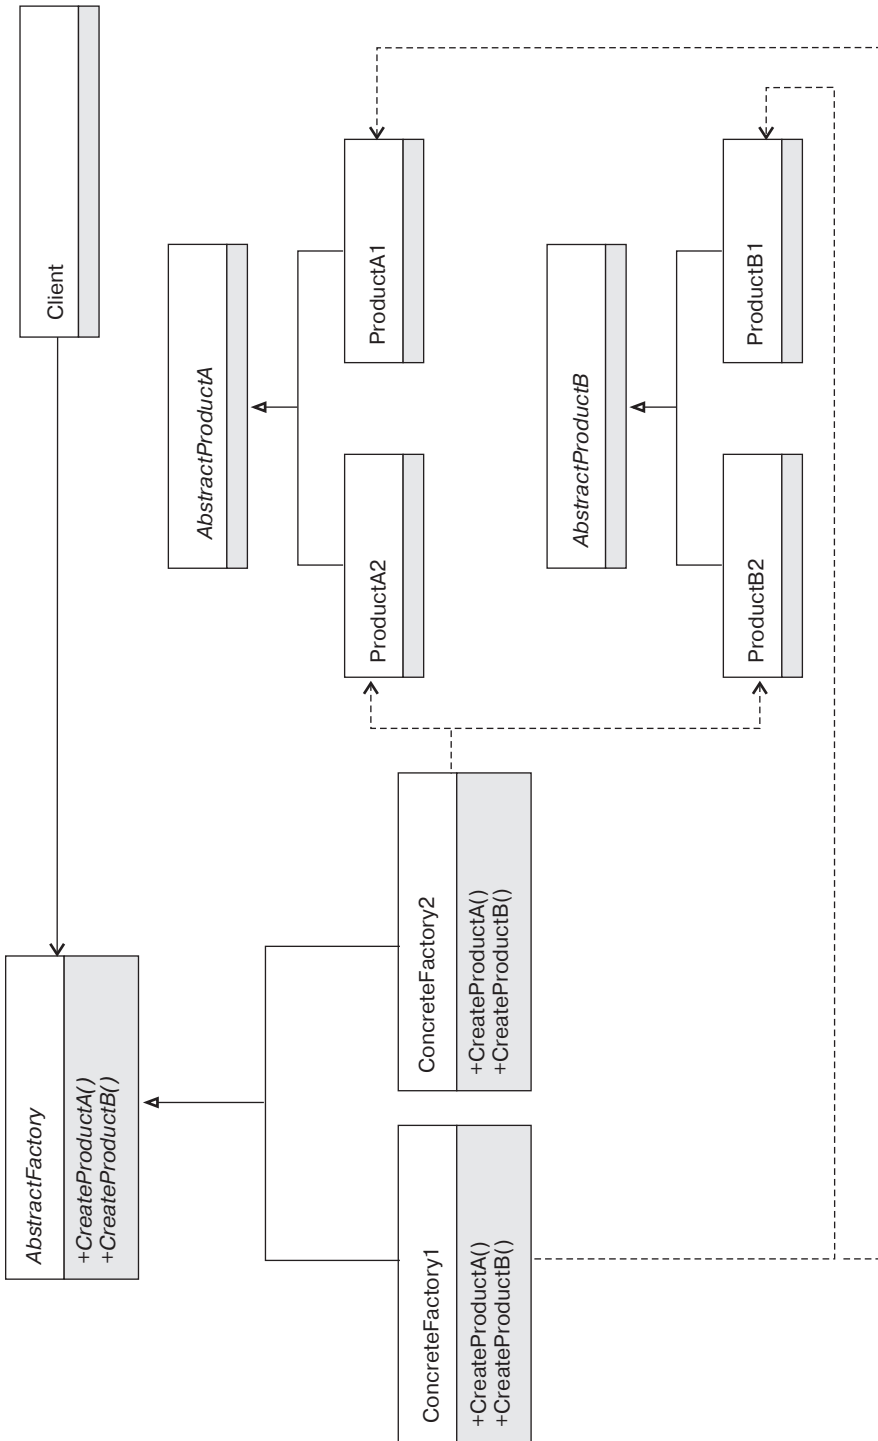 AbstractFactory
+CreateProductA()
+CreateProductB()
Client
ConcreteFactory1
+CreateProductA()
+CreateProductB()
ConcreteFactory2
+CreateProductA()
+CreateProductB()
AbstractProductA
ProductA2
ProductA1
AbstractProductB
ProductB2
ProductB1